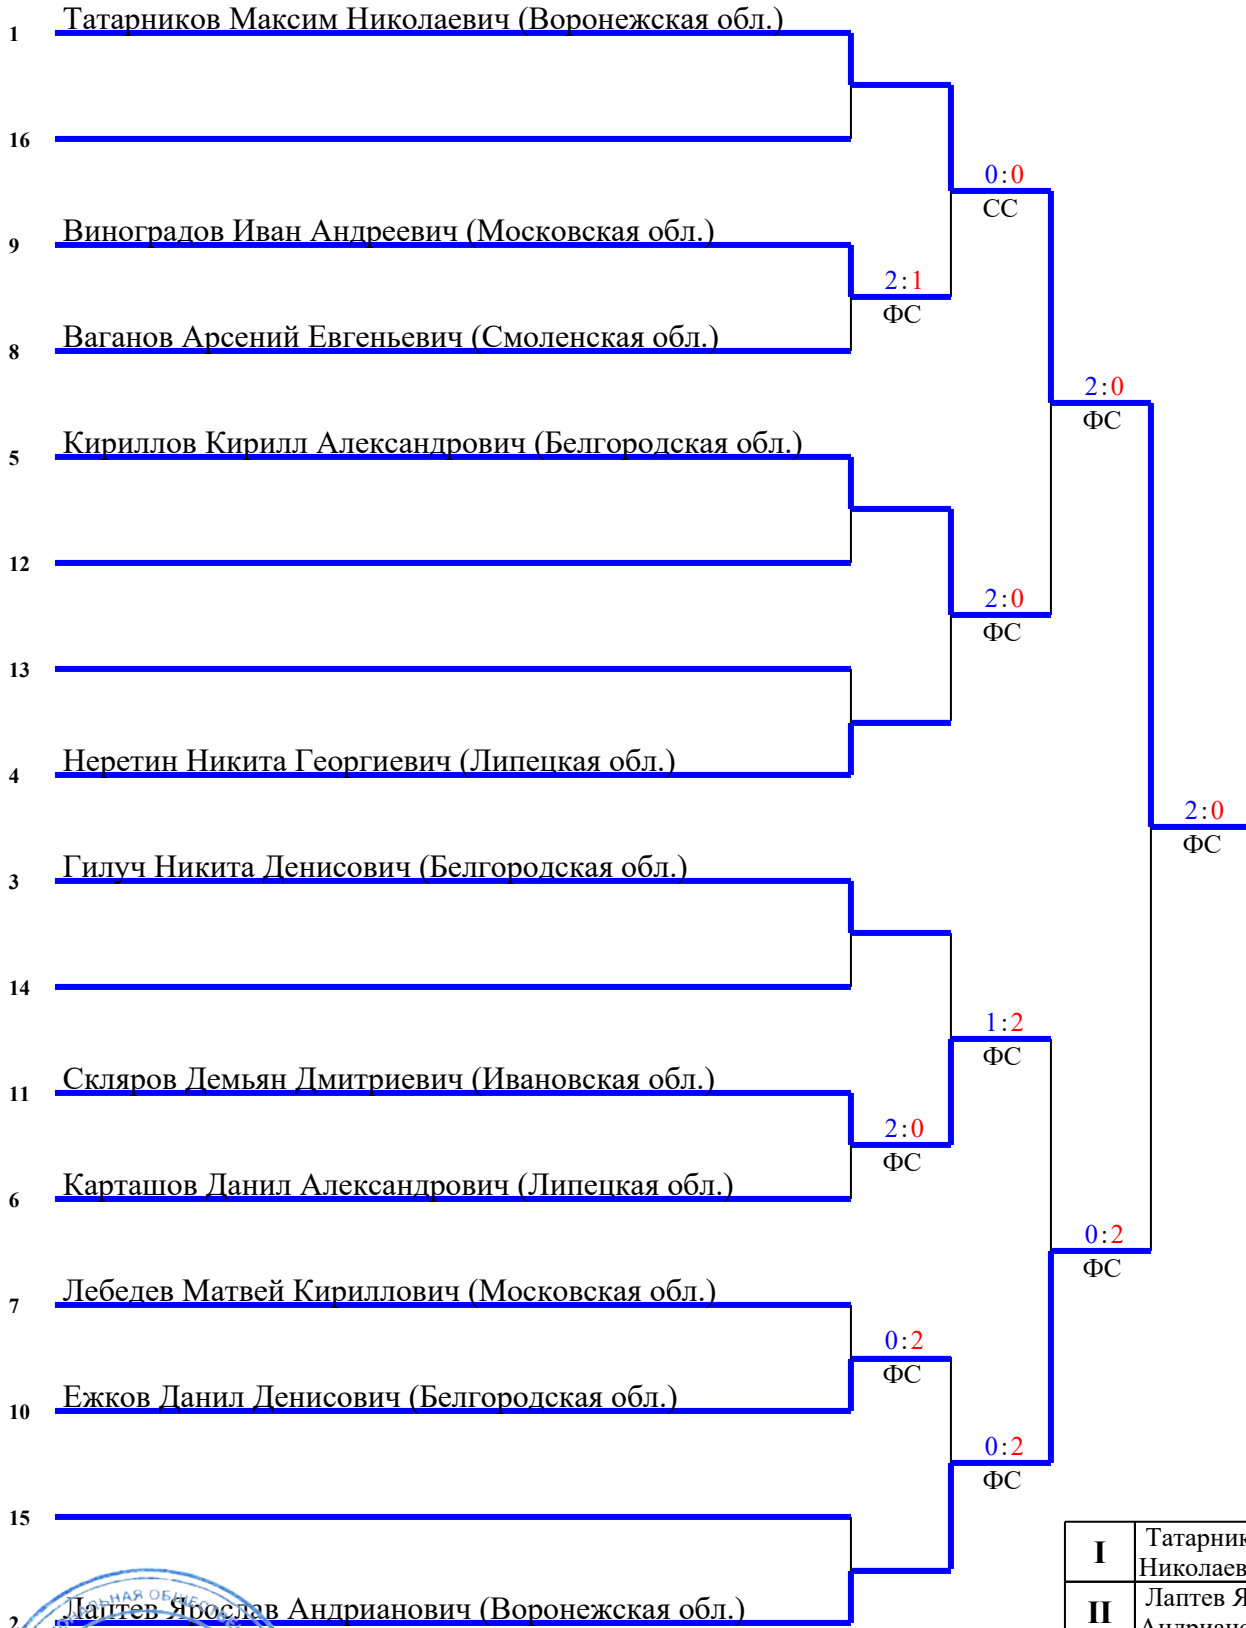 1 Татарников Максим Николаевич (Воронежская обл.)
16
0:0
СС
9 Виноградов Иван Андреевич (Московская обл.)
2:1
ФС
8 Ваганов Арсений Евгеньевич (Смоленская обл.)
2:0
ФС
5 Кириллов Кирилл Александрович (Белгородская обл.)
12
2:0
ФС
13
4 Неретин Никита Георгиевич (Липецкая обл.)
2:0
ФС
3 Гилуч Никита Денисович (Белгородская обл.)
14
1:2
ФС
11 Скляров Демьян Дмитриевич (Ивановская обл.)
2:0
ФС
6 Карташов Данил Александрович (Липецкая обл.)
0:2
ФС
7 Лебедев Матвей Кириллович (Московская обл.)
0:2
ФС
10 Ежков Данил Денисович (Белгородская обл.)
0:2
ФС
15
I Татарник
Николаев
2 Лаптев Ярослав Андрианович (Воронежская обл.)
II Лаптев Я